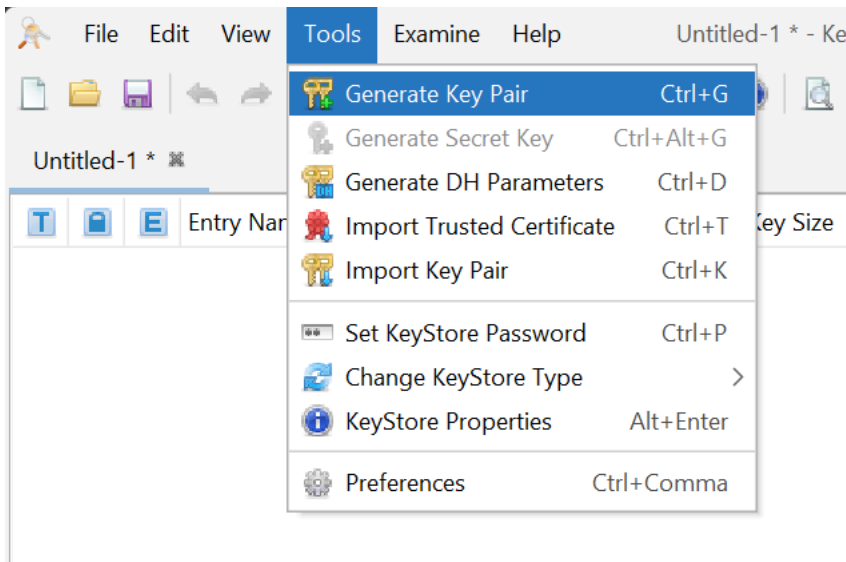 File Edit View Tools Examine Help Untitled-1 * - Ke
Generate Key Pair Ctrl+G
Generate Secret Key Ctrl+Alt+G
Untitled-1 *
Generate DH Parameters Ctrl+D
T E Entry Nar Import Trusted Certificate Ctrl+T Key Size
Import Key Pair Ctrl+K
Set KeyStore Password Ctrl+P
Change KeyStore Type
KeyStore Properties Alt+Enter
Preferences Ctrl+Comma